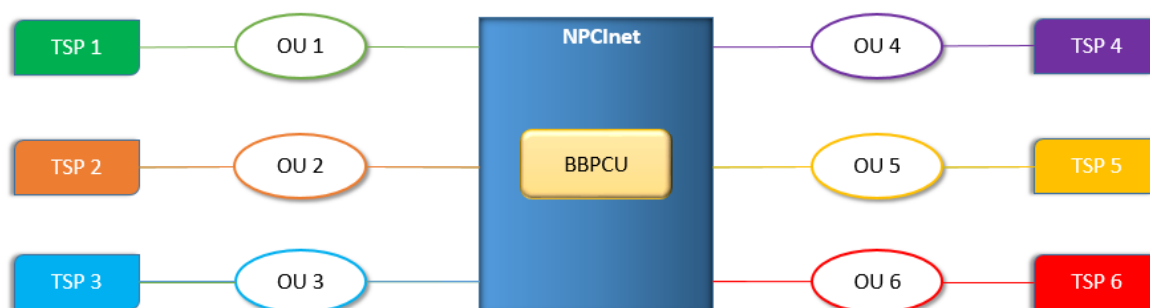 NPCInet
TSP 1
OU 1
OU 4
TSP 4
TSP 2
OU 2
BBPCU
OU 5
TSP 5
TSP 3
OU 3
OU 6
TSP 6